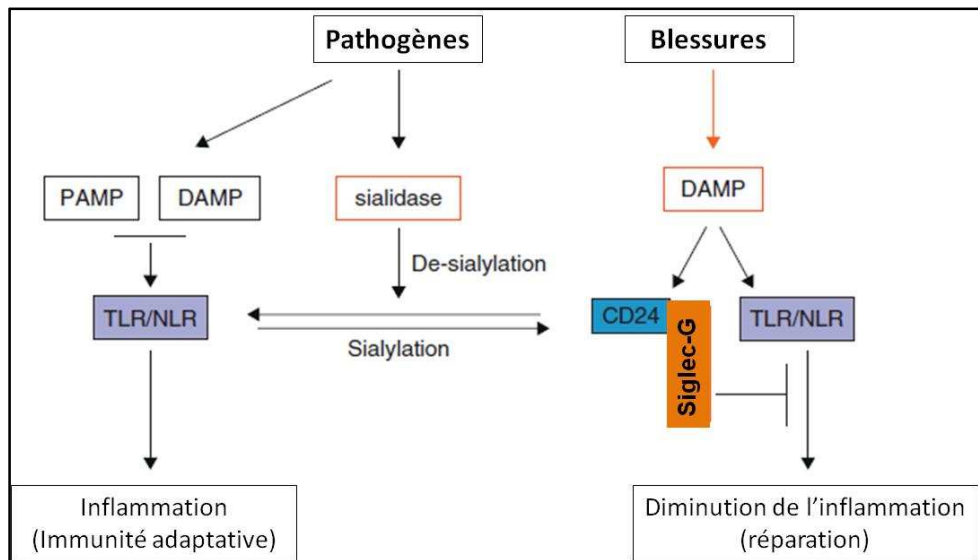 Pathogènes
Blessures
PAMP
DAMP
sialidase
DAMP
De-sialylation
TLR/NLR
CD24
TLR/NLR
Sialylation
Siglec-G
Inflammation
(Immunité adaptative)
Diminution de l’inflammation
(réparation)